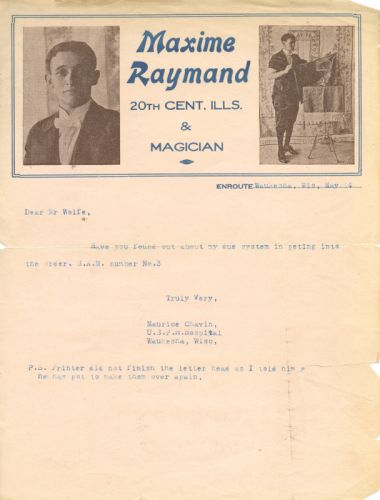 Maxime
Raymand
20TH CENT. ILLS.
&
MAGICIAN
ENROUTE Waukesha, Wis, May 14
Dear Mr Wolfe,
Have you found out about my due system in geting into
the order. S.A.M. number No.3
Truly Very,
Maurice Chavin,
U.S.P.H.Hospital
Waukesha, Wisc,
P.S. Printer did not finish the letter head as I told him
he has got to make them over again.